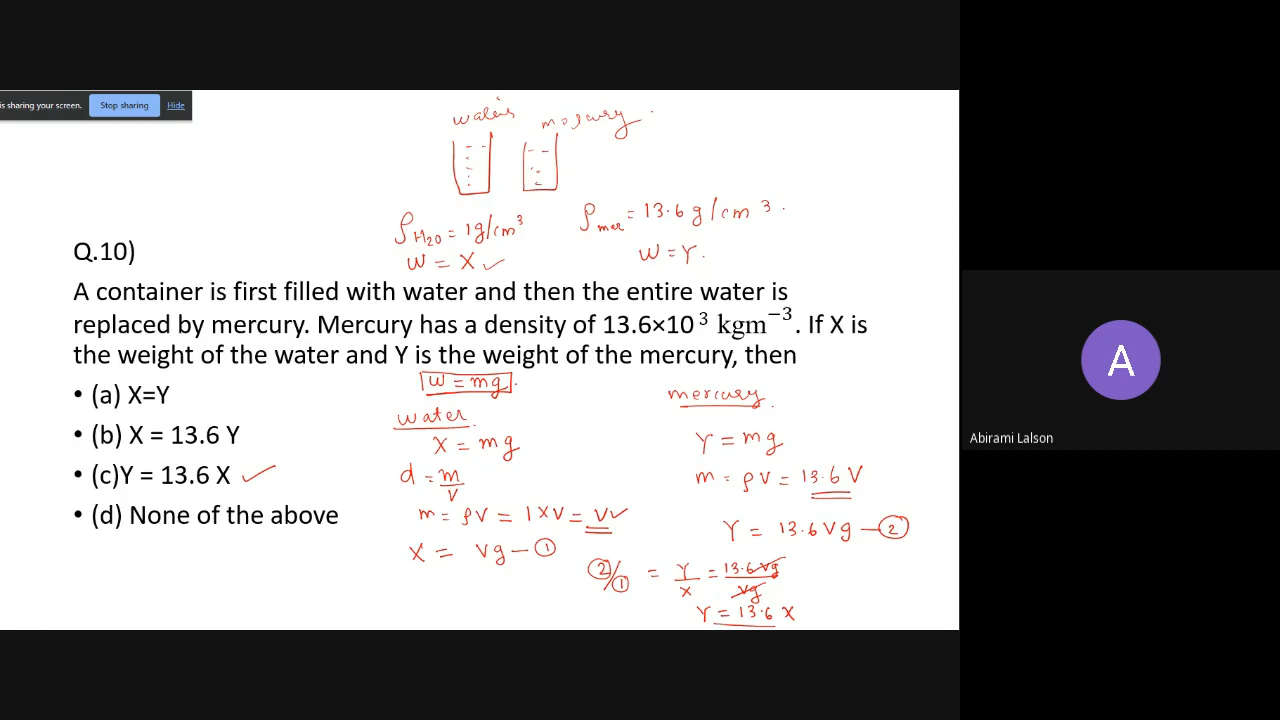 is sharing your screen. Stop sharing Hide
water mercury
ρH2O = 1g/cm³ ρmer = 13.6 g/cm³
W = X ✓ W = Y
Q.10)
A container is first filled with water and then the entire water is
replaced by mercury. Mercury has a density of 13.6×10³ kgm⁻³. If X is
the weight of the water and Y is the weight of the mercury, then
W = mg
• (a) X=Y
• (b) X = 13.6 Y
• (c)Y = 13.6 X ✓
• (d) None of the above
water
X = mg
d = m/V
m = ρV = 1×V = V ✓
X = Vg — ①
mercury
Y = mg
m = ρV = 13.6 V
Y = 13.6 Vg — ②
②/① = Y/X = 13.6 Vg/Vg
Y = 13.6 X
A
Abirami Lalson